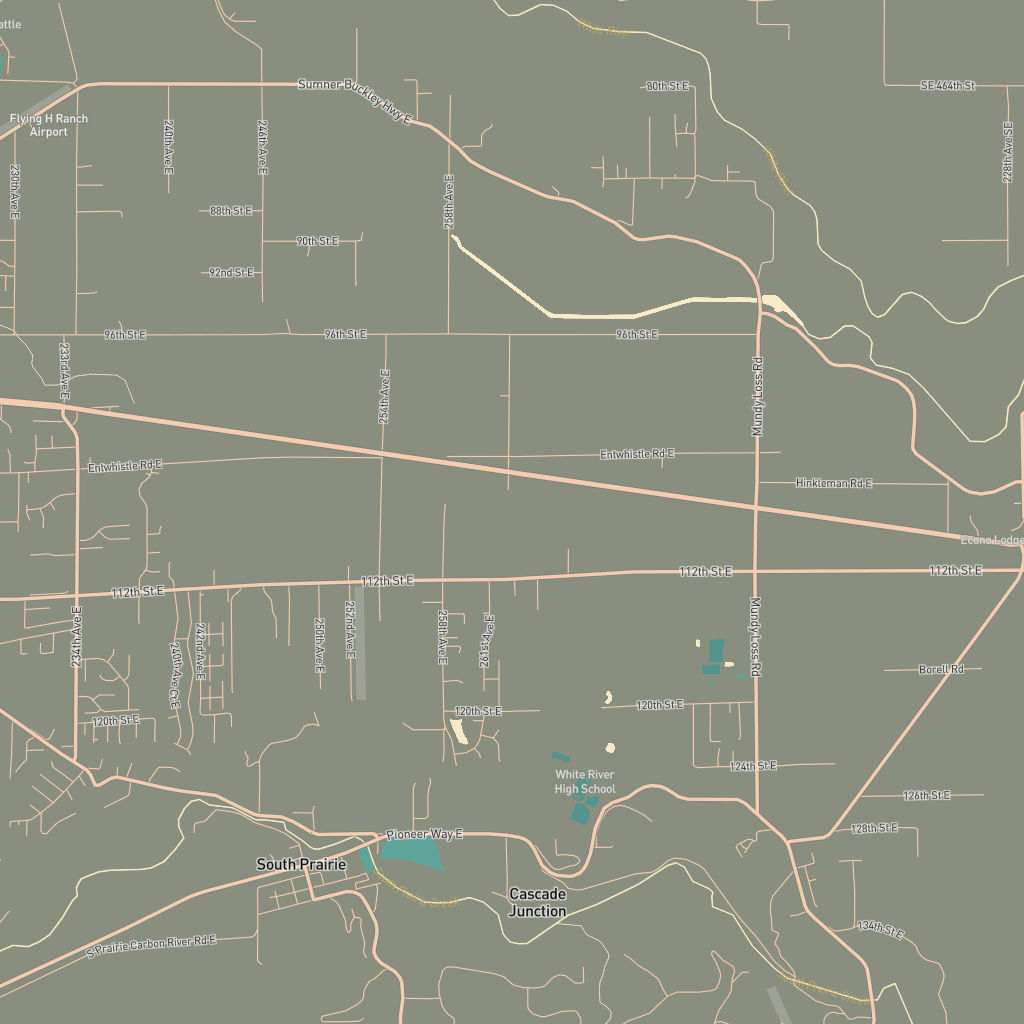 White River
80th St E
SE 464th St
Sumner Buckley Hwy E
Flying H Ranch
Airport
240th Ave E
246th Ave E
228th Ave SE
230th Ave E
258th Ave E
88th St E
90th St E
92nd St E
96th St E
96th St E
96th St E
233rd Ave E
254th Ave E
Mundy Loss Rd
Entwhistle Rd E
Entwhistle Rd E
Hinkleman Rd E
Econo Lodge
112th St E
112th St E
112th St E
112th St E
234th Ave E
242nd Ave E
240th Ave Ct E
250th Ave E
252nd Ave E
258th Ave E
261st Ave E
Mundy Loss Rd
Borell Rd
120th St E
120th St E
120th St E
124th St E
White River
High School
126th St E
128th St E
Pioneer Way E
South Prairie
Cascade
Junction
S Prairie Carbon River Rd E
134th St E